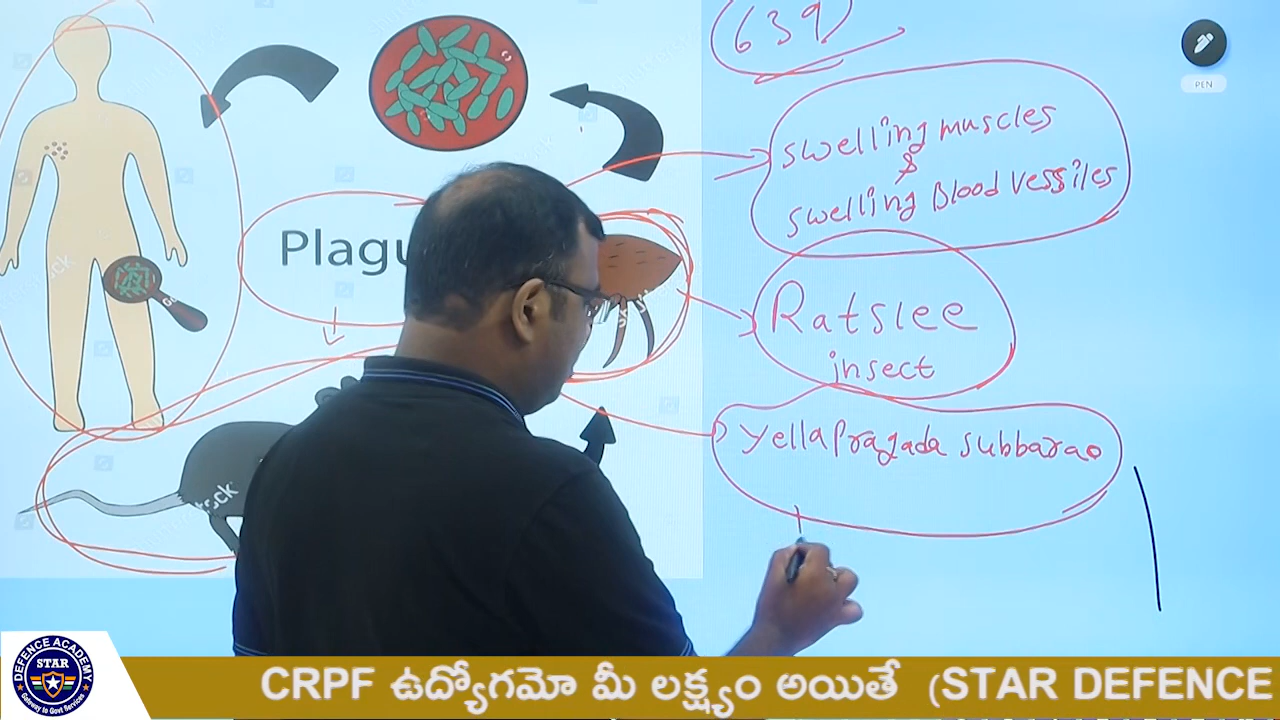 639
PEN
swelling muscles
&
swelling Blood vessiles
Plagu
Ratslee
insect
yellapragada subbarao
DEFENCE ACADEMY
STAR
Gateway to Govt Services
CRPF ఉద్యోగమో మీ లక్ష్యం అయితే (STAR DEFENCE